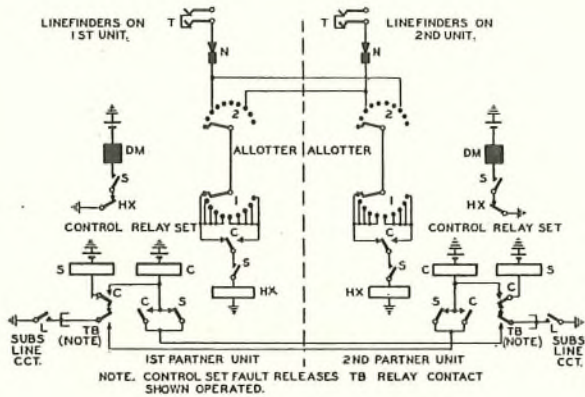 LINEFINDERS ON
1ST UNIT.
T
T
LINEFINDERS ON
2ND UNIT.
N
N
2
2
DM
ALLOTTER
ALLOTTER
DM
S
S
HX
I
I
HX
CONTROL RELAY SET
CONTROL RELAY SET
C
C
S
C
S
S
C
S
HX
HX
C
C
C
S
S
C
L
TB
(NOTE)
TB
(NOTE)
L
SUBS
LINE
CCT.
SUBS
LINE
CCT.
1ST PARTNER UNIT
2ND PARTNER UNIT
NOTE. CONTROL SET FAULT RELEASES TB RELAY CONTACT
SHOWN OPERATED.